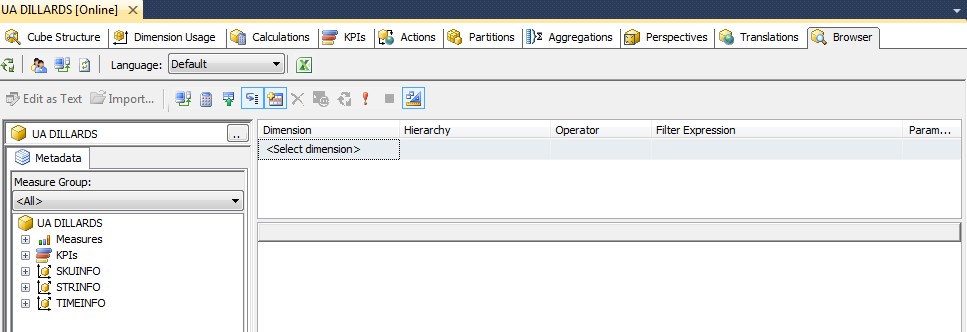 UA DILLARDS [Online]
Cube Structure Dimension Usage Calculations KPIs Actions Partitions Aggregations Perspectives Translations Browser
Language: Default
Edit as Text Import...
UA DILLARDS ..
Dimension Hierarchy Operator Filter Expression Param...
<Select dimension>
Metadata
Measure Group:
<All>
UA DILLARDS
Measures
KPIs
SKUINFO
STRINFO
TIMEINFO